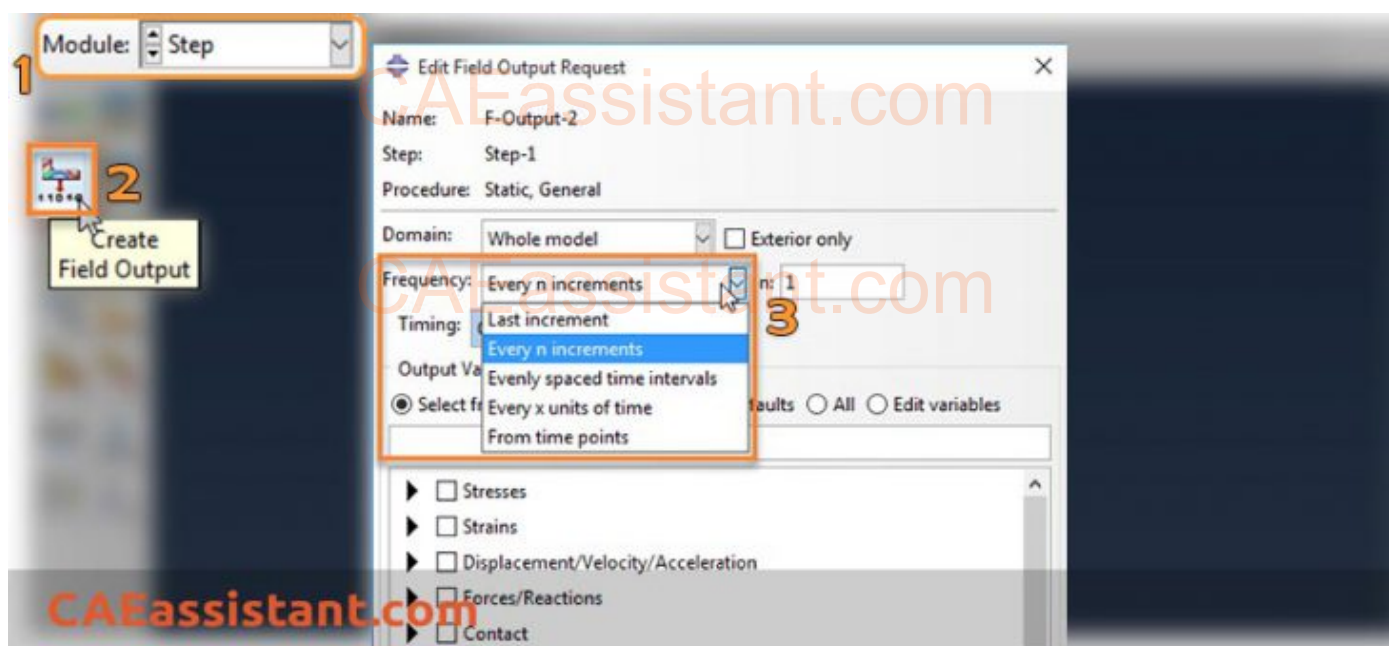 Module: Step
1
Edit Field Output Request
CAEassistant.com
Name: F-Output-2
Step: Step-1
Procedure: Static, General
2
Create
Field Output
Domain: Whole model Exterior only
Frequency: Every n increments n: 1
CAEassistant.com
3
Timing:
Last increment
Every n increments
Output Va
Evenly spaced time intervals
Select fr
Every x units of time
aults All Edit variables
From time points
Stresses
Strains
Displacement/Velocity/Acceleration
Forces/Reactions
CAEassistant.com
Contact